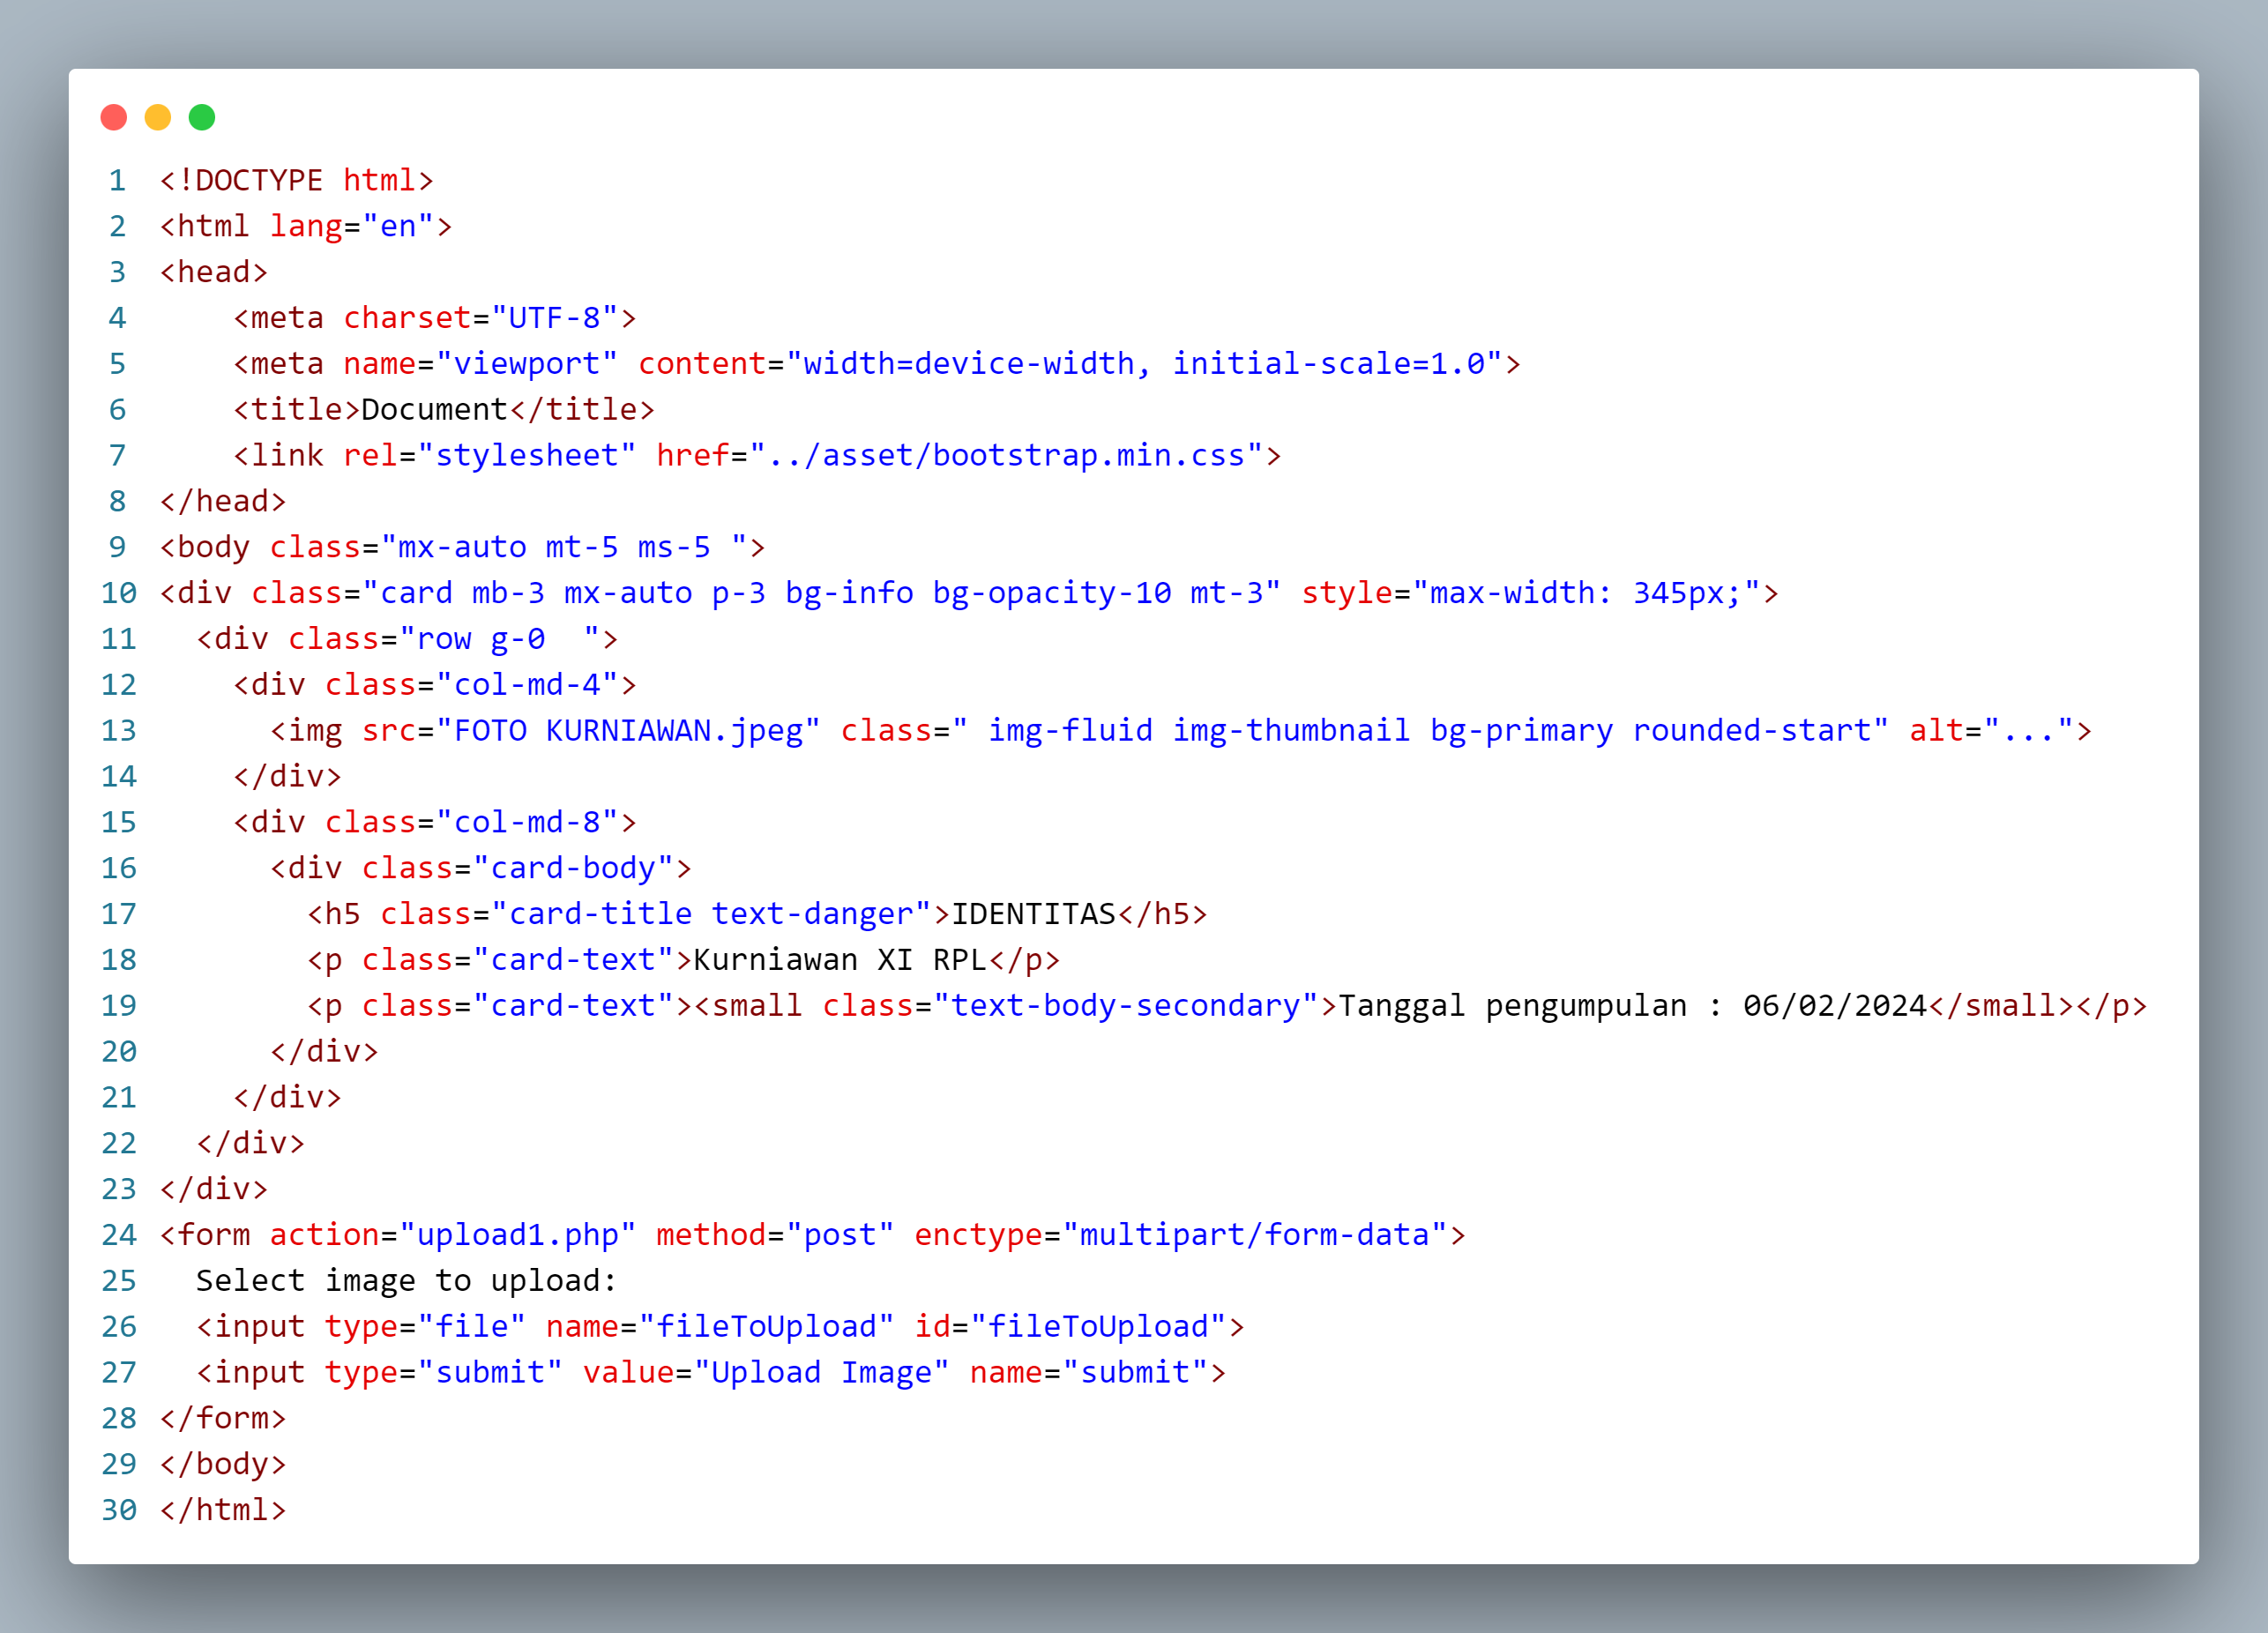 1 <!DOCTYPE html>
2 <html lang="en">
3 <head>
4     <meta charset="UTF-8">
5     <meta name="viewport" content="width=device-width, initial-scale=1.0">
6     <title>Document</title>
7     <link rel="stylesheet" href="../asset/bootstrap.min.css">
8 </head>
9 <body class="mx-auto mt-5 ms-5 ">
10 <div class="card mb-3 mx-auto p-3 bg-info bg-opacity-10 mt-3" style="max-width: 345px;">
11   <div class="row g-0  ">
12     <div class="col-md-4">
13       <img src="FOTO KURNIAWAN.jpeg" class=" img-fluid img-thumbnail bg-primary rounded-start" alt="...">
14     </div>
15     <div class="col-md-8">
16       <div class="card-body">
17         <h5 class="card-title text-danger">IDENTITAS</h5>
18         <p class="card-text">Kurniawan XI RPL</p>
19         <p class="card-text"><small class="text-body-secondary">Tanggal pengumpulan : 06/02/2024</small></p>
20       </div>
21     </div>
22   </div>
23 </div>
24 <form action="upload1.php" method="post" enctype="multipart/form-data">
25   Select image to upload:
26   <input type="file" name="fileToUpload" id="fileToUpload">
27   <input type="submit" value="Upload Image" name="submit">
28 </form>
29 </body>
30 </html>